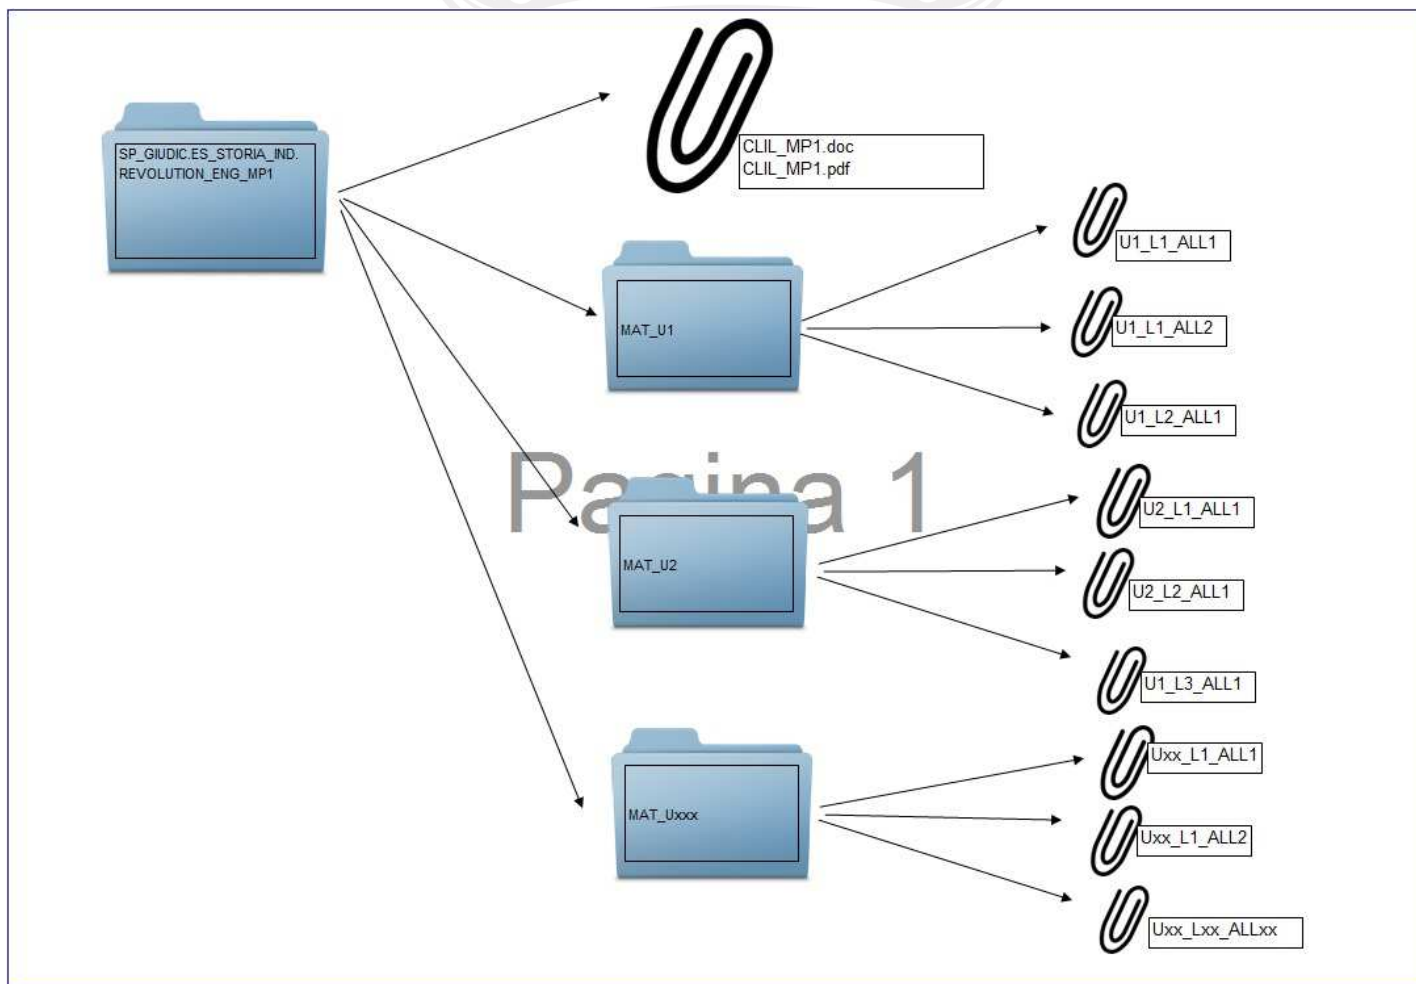 SP_GIUDIC.ES_STORIA_IND.
REVOLUTION_ENG_MP1
CLIL_MP1.doc
CLIL_MP1.pdf
MAT_U1
U1_L1_ALL1
U1_L1_ALL2
U1_L2_ALL1
Pagina 1
MAT_U2
U2_L1_ALL1
U2_L2_ALL1
U1_L3_ALL1
MAT_Uxxx
Uxx_L1_ALL1
Uxx_L1_ALL2
Uxx_Lxx_ALLxx